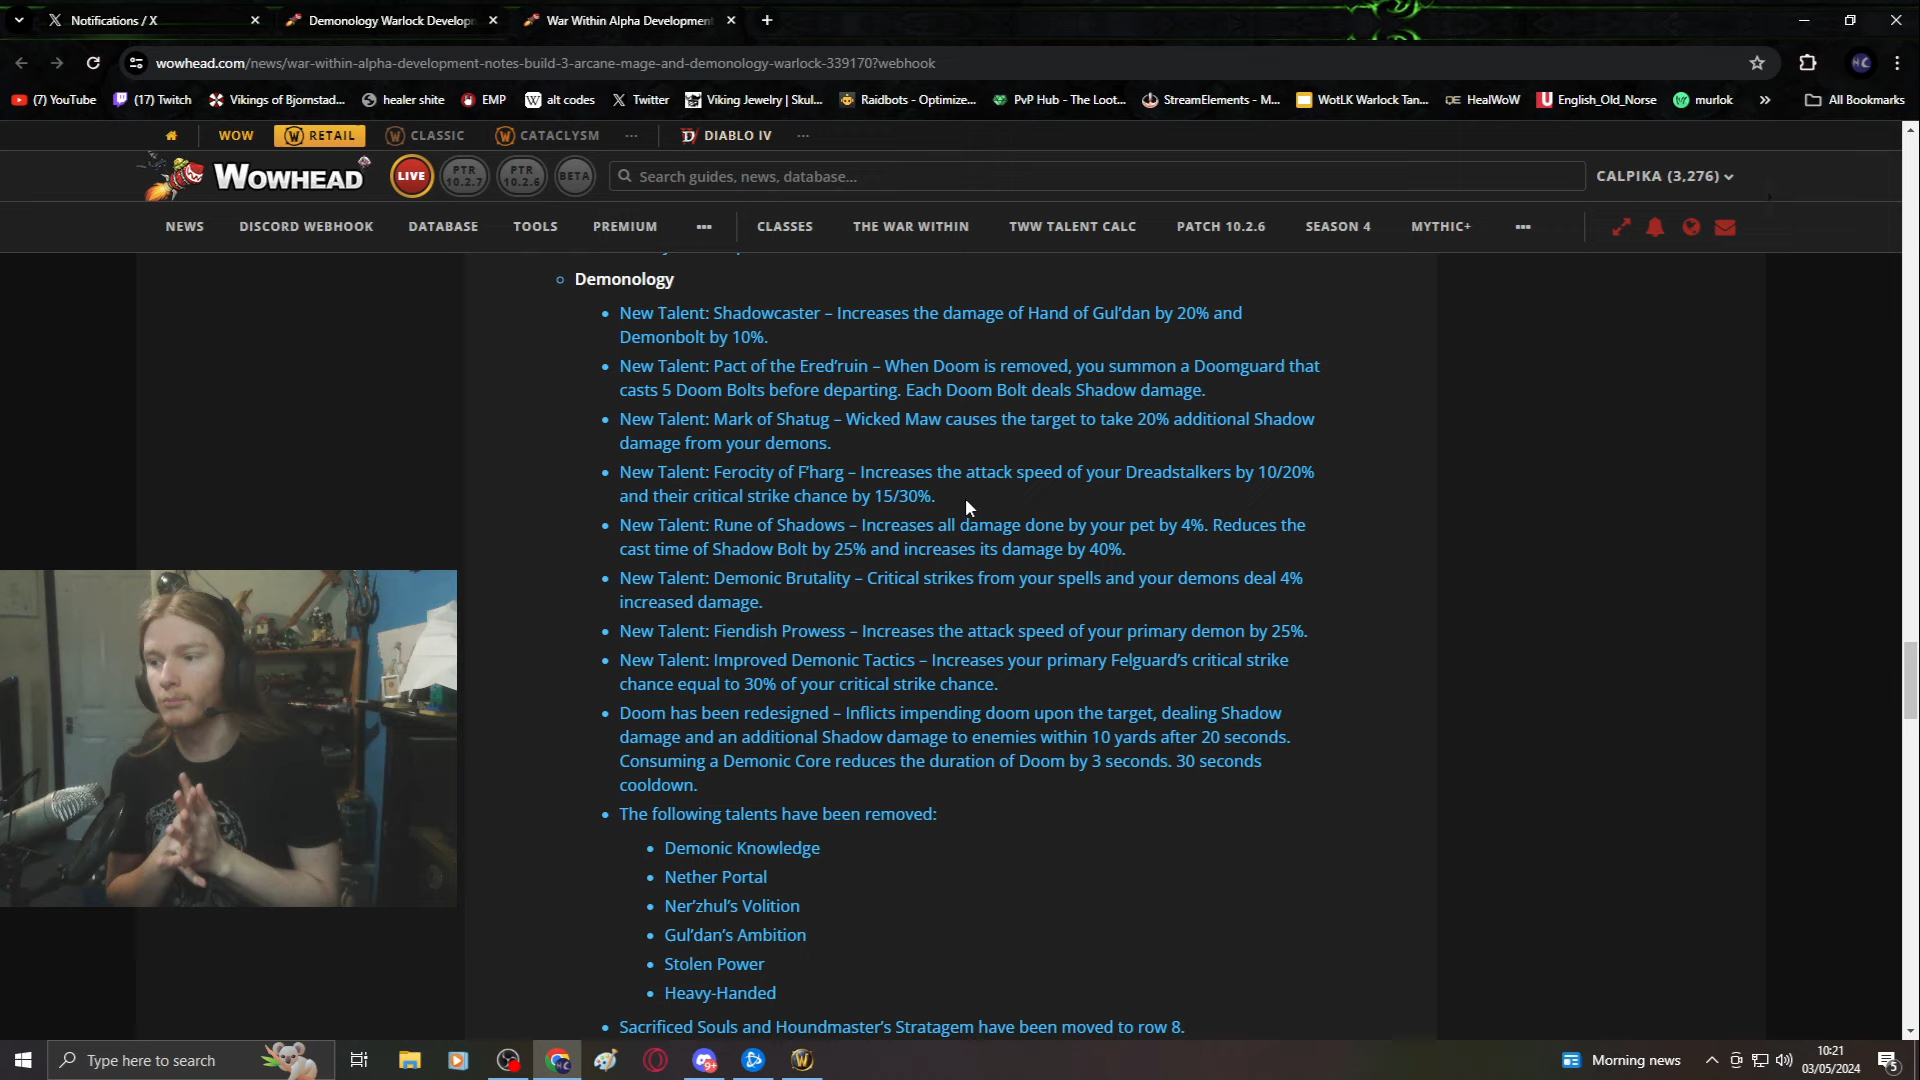 Notifications / X
Demonology Warlock Develop
War Within Alpha Development
wowhead.com/news/war-within-alpha-development-notes-build-3-arcane-mage-and-demonology-warlock-339170?webhook
HC
(7) YouTube
(17) Twitch
Vikings of Bjornstad...
healer shite
EMP
alt codes
Twitter
Viking Jewelry | Skul...
Raidbots - Optimize...
PvP Hub - The Loot...
StreamElements - M...
WotLK Warlock Tan...
HealWoW
English_Old_Norse
murlok
All Bookmarks
WOW
RETAIL
CLASSIC
CATACLYSM
DIABLO IV
WOWHEAD
LIVE
PTR 10.2.7
PTR 10.2.6
BETA
Search guides, news, database...
CALPIKA (3,276)
NEWS
DISCORD WEBHOOK
DATABASE
TOOLS
PREMIUM
CLASSES
THE WAR WITHIN
TWW TALENT CALC
PATCH 10.2.6
SEASON 4
MYTHIC+
Demonology
New Talent: Shadowcaster – Increases the damage of Hand of Gul'dan by 20% and
Demonbolt by 10%.
New Talent: Pact of the Ered'ruin – When Doom is removed, you summon a Doomguard that
casts 5 Doom Bolts before departing. Each Doom Bolt deals Shadow damage.
New Talent: Mark of Shatug – Wicked Maw causes the target to take 20% additional Shadow
damage from your demons.
New Talent: Ferocity of F'harg – Increases the attack speed of your Dreadstalkers by 10/20%
and their critical strike chance by 15/30%.
New Talent: Rune of Shadows – Increases all damage done by your pet by 4%. Reduces the
cast time of Shadow Bolt by 25% and increases its damage by 40%.
New Talent: Demonic Brutality – Critical strikes from your spells and your demons deal 4%
increased damage.
New Talent: Fiendish Prowess – Increases the attack speed of your primary demon by 25%.
New Talent: Improved Demonic Tactics – Increases your primary Felguard's critical strike
chance equal to 30% of your critical strike chance.
Doom has been redesigned – Inflicts impending doom upon the target, dealing Shadow
damage and an additional Shadow damage to enemies within 10 yards after 20 seconds.
Consuming a Demonic Core reduces the duration of Doom by 3 seconds. 30 seconds
cooldown.
The following talents have been removed:
Demonic Knowledge
Nether Portal
Ner'zhul's Volition
Gul'dan's Ambition
Stolen Power
Heavy-Handed
Sacrificed Souls and Houndmaster's Stratagem have been moved to row 8.
Type here to search
Morning news
10:21
03/05/2024
5